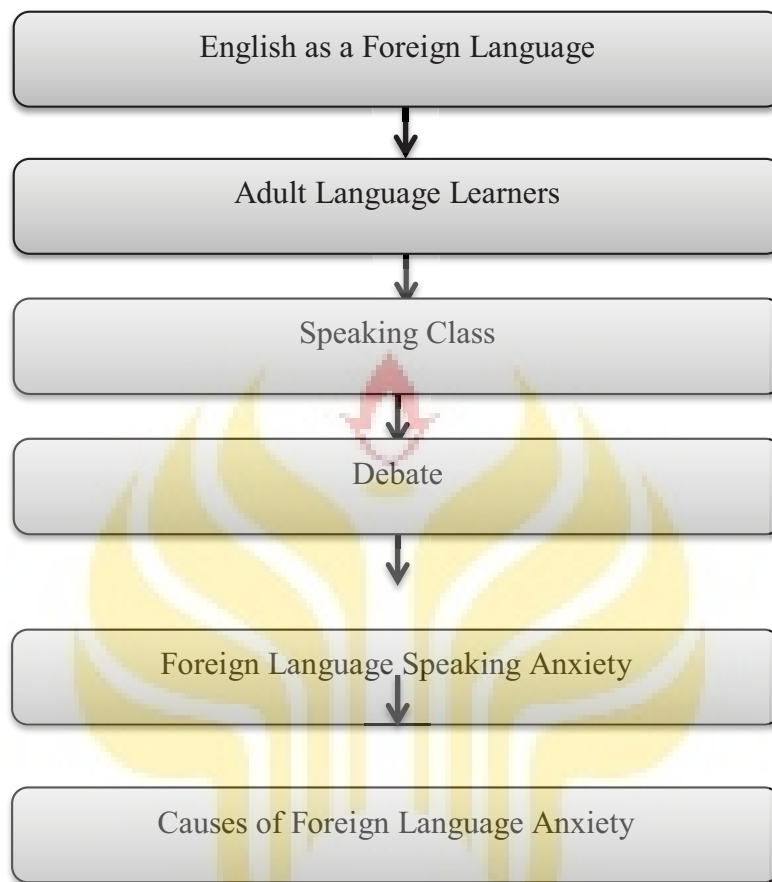 English as a Foreign Language
Adult Language Learners
Speaking Class
Debate
Foreign Language Speaking Anxiety
Causes of Foreign Language Anxiety